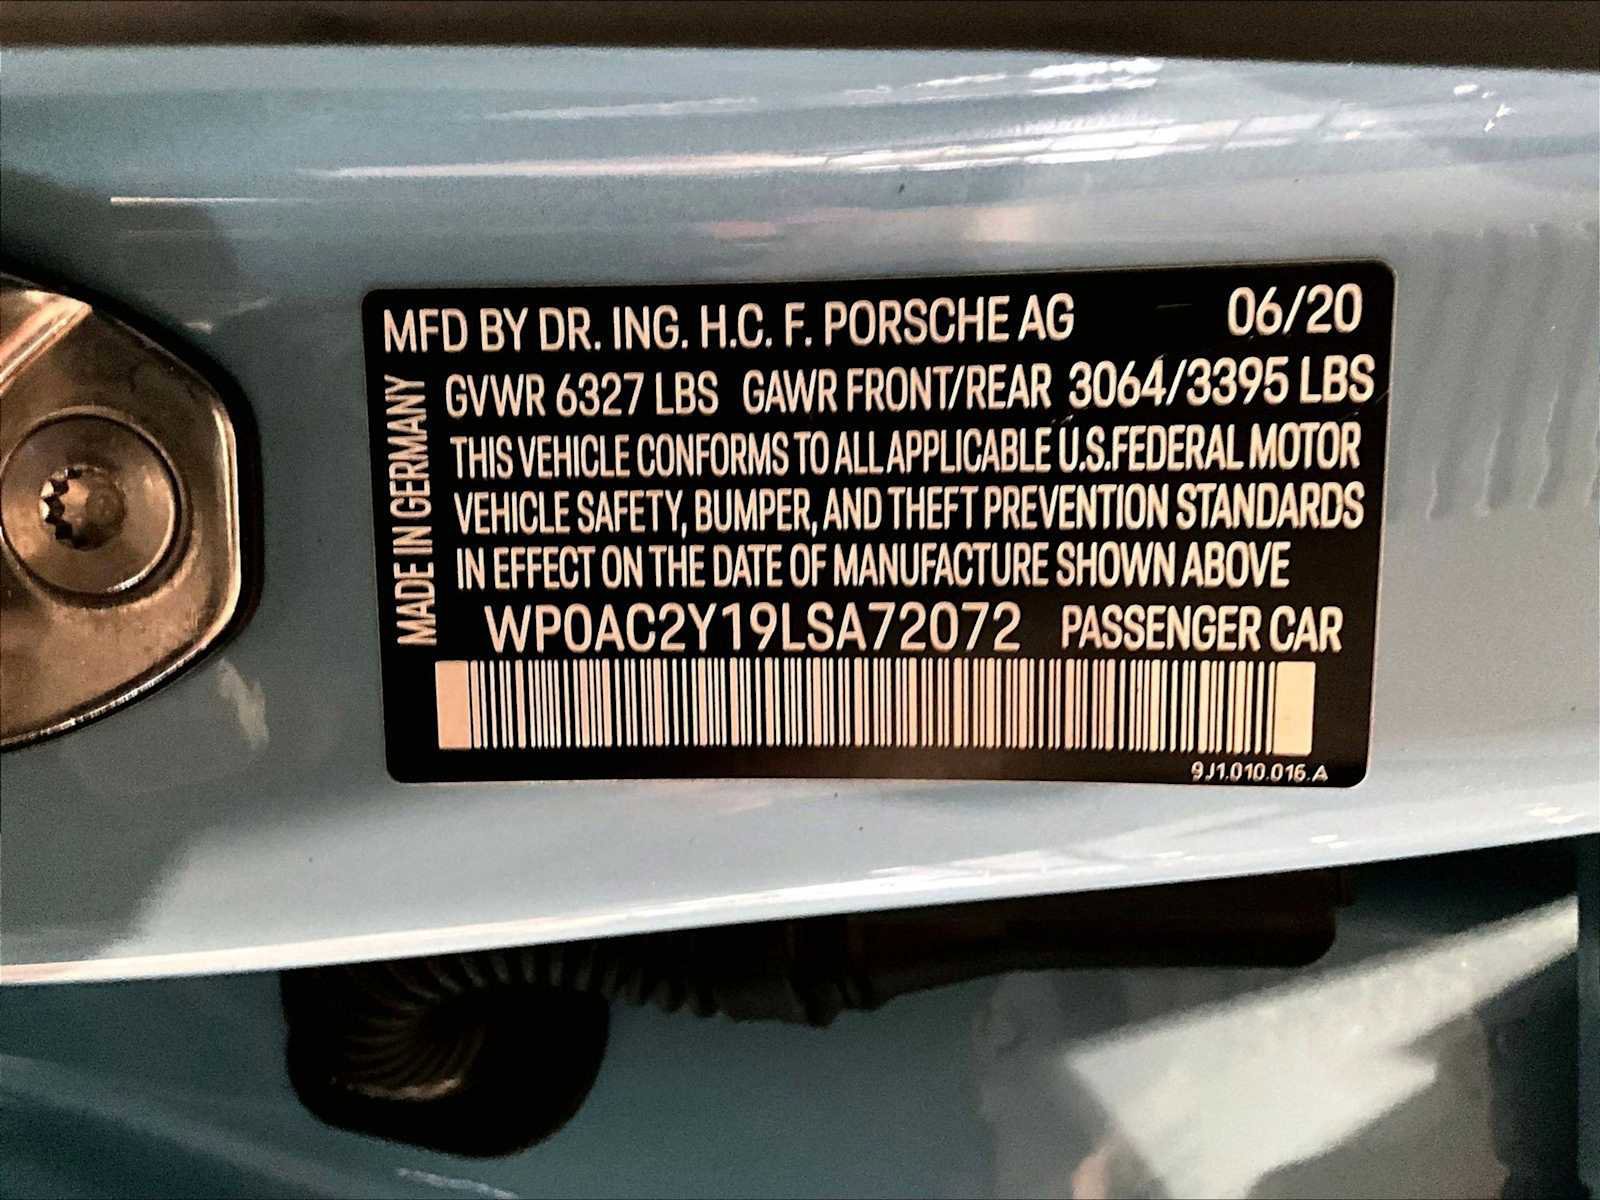 MFD BY DR. ING. H.C. F. PORSCHE AG 06/20
GVWR 6327 LBS GAWR FRONT/REAR 3064/3395 LBS
THIS VEHICLE CONFORMS TO ALL APPLICABLE U.S.FEDERAL MOTOR
VEHICLE SAFETY, BUMPER, AND THEFT PREVENTION STANDARDS
IN EFFECT ON THE DATE OF MANUFACTURE SHOWN ABOVE
WP0AC2Y19LSA72072 PASSENGER CAR
MADE IN GERMANY
9J1.010.016.A